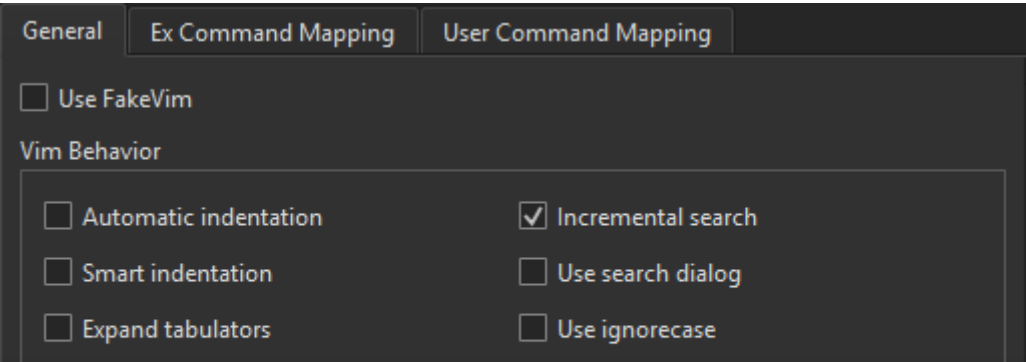 General Ex Command Mapping User Command Mapping
Use FakeVim
Vim Behavior
Automatic indentation Incremental search
Smart indentation Use search dialog
Expand tabulators Use ignorecase